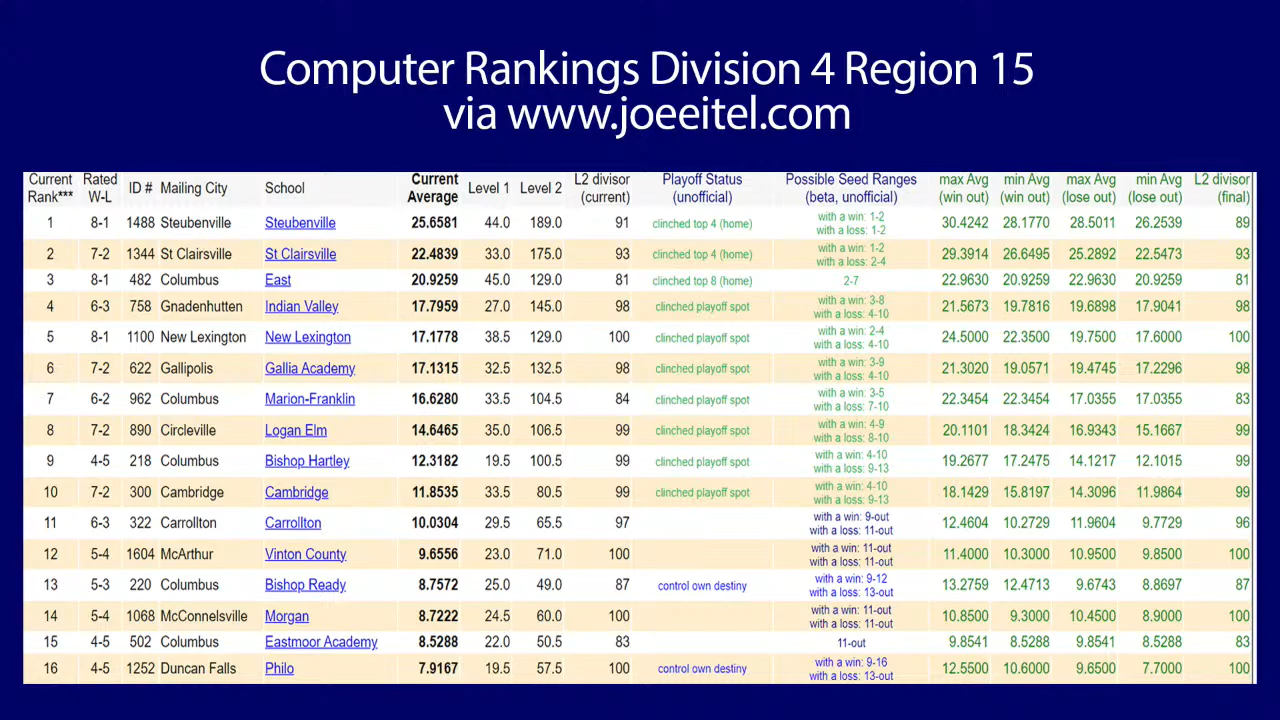 Computer Rankings Division 4 Region 15
via www.joeeitel.com
Current Rank*** Rated W-L ID # Mailing City School Current Average Level 1 Level 2 L2 divisor (current) Playoff Status (unofficial) Possible Seed Ranges (beta, unofficial) max Avg (win out) min Avg (win out) max Avg (lose out) min Avg (lose out) L2 divisor (final)
1 8-1 1488 Steubenville Steubenville 25.6581 44.0 189.0 91 clinched top 4 (home) with a win: 1-2 with a loss: 1-2 30.4242 28.1770 28.5011 26.2539 89
2 7-2 1344 St Clairsville St Clairsville 22.4839 33.0 175.0 93 clinched top 4 (home) with a win: 1-2 with a loss: 2-4 29.3914 26.6495 25.2892 22.5473 93
3 8-1 482 Columbus East 20.9259 45.0 129.0 81 clinched top 8 (home) 2-7 22.9630 20.9259 22.9630 20.9259 81
4 6-3 758 Gnadenhutten Indian Valley 17.7959 27.0 145.0 98 clinched playoff spot with a win: 3-8 with a loss: 4-10 21.5673 19.7816 19.6898 17.9041 98
5 8-1 1100 New Lexington New Lexington 17.1778 38.5 129.0 100 clinched playoff spot with a win: 2-4 with a loss: 4-10 24.5000 22.3500 19.7500 17.6000 100
6 7-2 622 Gallipolis Gallia Academy 17.1315 32.5 132.5 98 clinched playoff spot with a win: 3-9 with a loss: 4-10 21.3020 19.0571 19.4745 17.2296 98
7 6-2 962 Columbus Marion-Franklin 16.6280 33.5 104.5 84 clinched playoff spot with a win: 3-5 with a loss: 7-10 22.3454 22.3454 17.0355 17.0355 83
8 7-2 890 Circleville Logan Elm 14.6465 35.0 106.5 99 clinched playoff spot with a win: 4-9 with a loss: 8-10 20.1101 18.3424 16.9343 15.1667 99
9 4-5 218 Columbus Bishop Hartley 12.3182 19.5 100.5 99 clinched playoff spot with a win: 4-10 with a loss: 9-13 19.2677 17.2475 14.1217 12.1015 99
10 7-2 300 Cambridge Cambridge 11.8535 33.5 80.5 99 clinched playoff spot with a win: 4-10 with a loss: 9-13 18.1429 15.8197 14.3096 11.9864 99
11 6-3 322 Carrollton Carrollton 10.0304 29.5 65.5 97 with a win: 9-out with a loss: 11-out 12.4604 10.2729 11.9604 9.7729 96
12 5-4 1604 McArthur Vinton County 9.6556 23.0 71.0 100 with a win: 11-out with a loss: 11-out 11.4000 10.3000 10.9500 9.8500 100
13 5-3 220 Columbus Bishop Ready 8.7572 25.0 49.0 87 control own destiny with a win: 9-12 with a loss: 13-out 13.2759 12.4713 9.6743 8.8697 87
14 5-4 1068 McConnelsville Morgan 8.7222 24.5 60.0 100 with a win: 11-out with a loss: 11-out 10.8500 9.3000 10.4500 8.9000 100
15 4-5 502 Columbus Eastmoor Academy 8.5288 22.0 50.5 83 11-out 9.8541 8.5288 9.8541 8.5288 83
16 4-5 1252 Duncan Falls Philo 7.9167 19.5 57.5 100 control own destiny with a win: 9-16 with a loss: 13-out 12.5500 10.6000 9.6500 7.7000 100